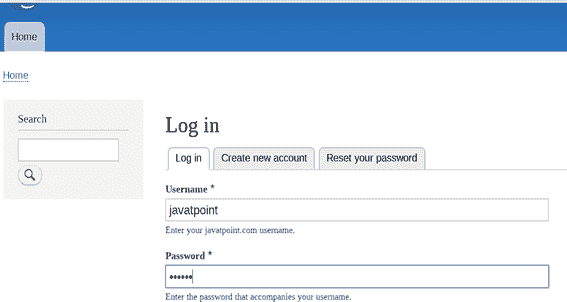 Home
Home
Search
Log in
Log in Create new account Reset your password
Username *
javatpoint
Enter your javatpoint.com username.
Password *
••••••
Enter the password that accompanies your username.